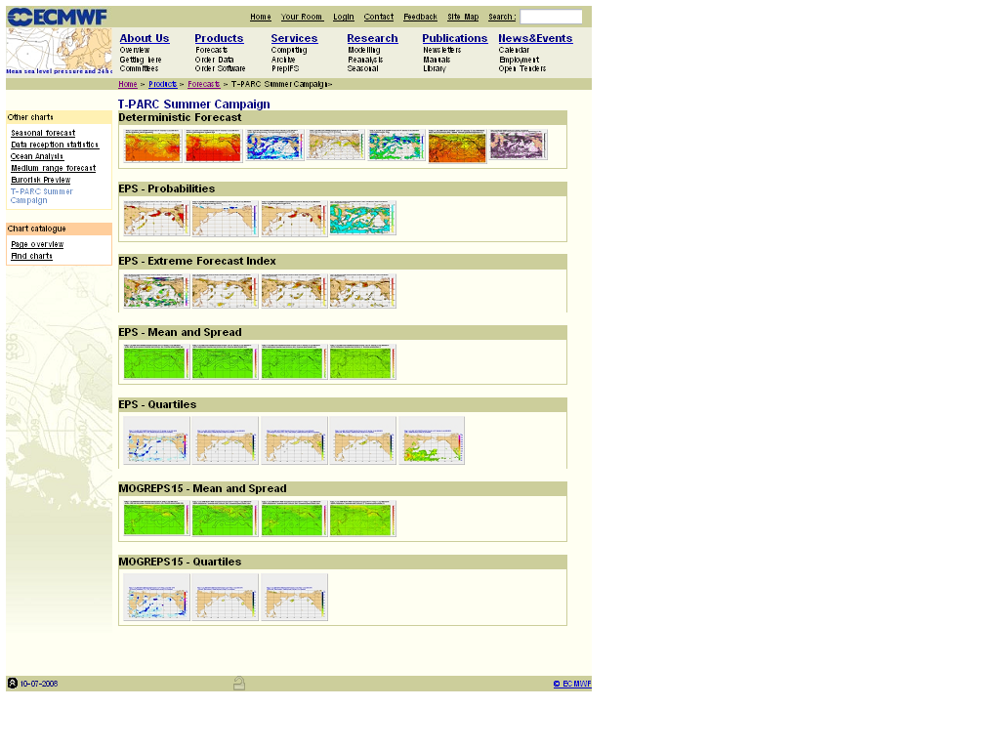 ECMWF
Home Your Room Login Contact Feedback Site Map Search:
About Us Products Services Research Publications News&Events
Overview Forecasts Computing Modelling Newsletters Calendar
Getting here Order Data Archive Reanalysis Manuals Employment
Committees Order Software PrepIFS Seasonal Library Open Tenders
Mean sea level pressure and 24h
Home > Products > Forecasts > T-PARC Summer Campaign>
T-PARC Summer Campaign
Other charts
Seasonal forecast
Data reception statistics
Ocean Analysis
Medium range forecast
Eurorisk Preview
T-PARC Summer
Campaign
Chart catalogue
Page overview
Find charts
Deterministic Forecast
EPS - Probabilities
EPS - Extreme Forecast Index
EPS - Mean and Spread
EPS - Quartiles
MOGREPS15 - Mean and Spread
MOGREPS15 - Quartiles
10-07-2008
© ECMWF